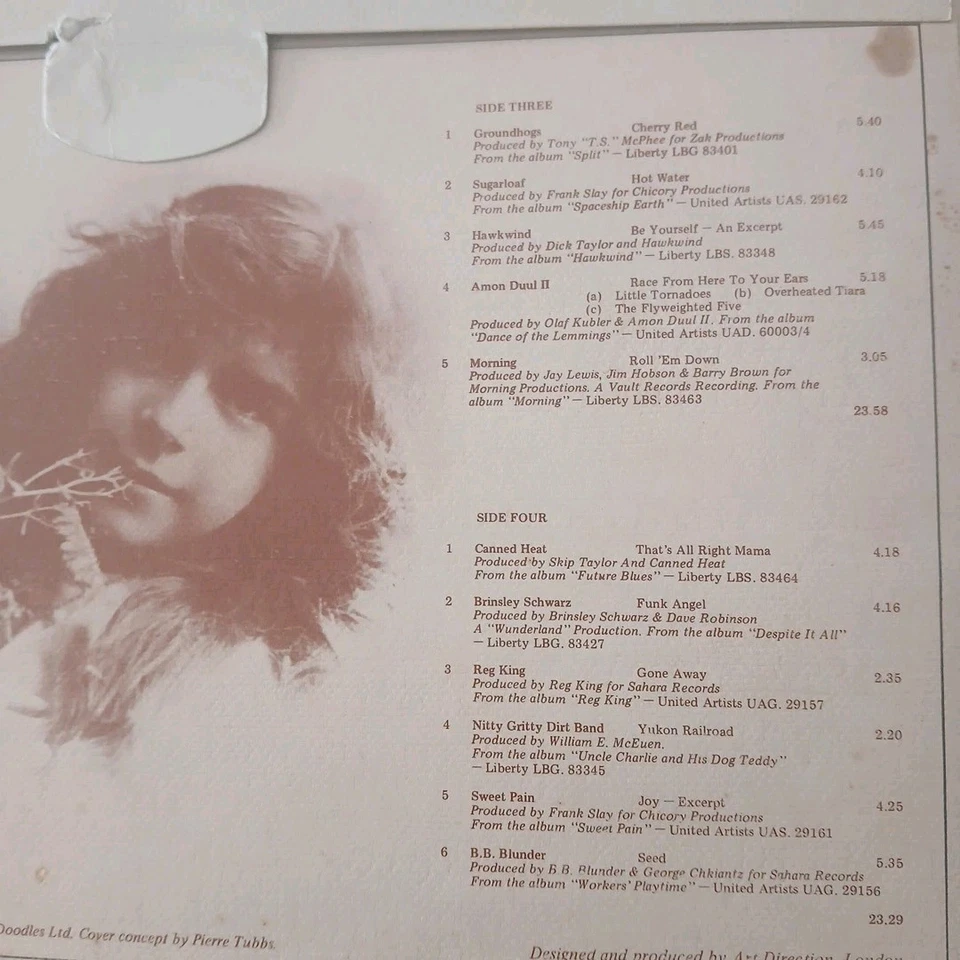 SIDE THREE
1 Groundhogs Cherry Red 5.40
Produced by Tony "T.S." McPhee for Zak Productions
From the album "Split" — Liberty LBG 83401
2 Sugarloaf Hot Water 4.10
Produced by Frank Slay for Chicory Productions
From the album "Spaceship Earth" — United Artists UAS. 29162
3 Hawkwind Be Yourself — An Excerpt 5.45
Produced by Dick Taylor and Hawkwind
From the album "Hawkwind" — Liberty LBS. 83348
4 Amon Duul II Race From Here To Your Ears 5.18
(a) Little Tornadoes (b) Overheated Tiara
(c) The Flyweighted Five
Produced by Olaf Kubler & Amon Duul II. From the album
"Dance of the Lemmings" — United Artists UAD. 60003/4
5 Morning Roll 'Em Down 3.05
Produced by Jay Lewis, Jim Hobson & Barry Brown for
Morning Productions. A Vault Records Recording. From the
album "Morning" — Liberty LBS. 83463
23.58
SIDE FOUR
1 Canned Heat That's All Right Mama 4.18
Produced by Skip Taylor And Canned Heat
From the album "Future Blues" — Liberty LBS. 83464
2 Brinsley Schwarz Funk Angel 4.16
Produced by Brinsley Schwarz & Dave Robinson
A "Wunderland" Production. From the album "Despite It All"
— Liberty LBG. 83427
3 Reg King Gone Away 2.35
Produced by Reg King for Sahara Records
From the album "Reg King" — United Artists UAG. 29157
4 Nitty Gritty Dirt Band Yukon Railroad 2.20
Produced by William E. McEuen.
From the album "Uncle Charlie and His Dog Teddy"
— Liberty LBG. 83345
5 Sweet Pain Joy — Excerpt 4.25
Produced by Frank Slay for Chicory Productions
From the album "Sweet Pain" — United Artists UAS. 29161
6 B.B. Blunder Seed 5.35
Produced by B.B. Blunder & George Chkiantz for Sahara Records
From the album "Workers' Playtime" — United Artists UAG. 29156
23.29
Doodles Ltd. Cover concept by Pierre Tubbs.
Designed and produced by Art Direction, London